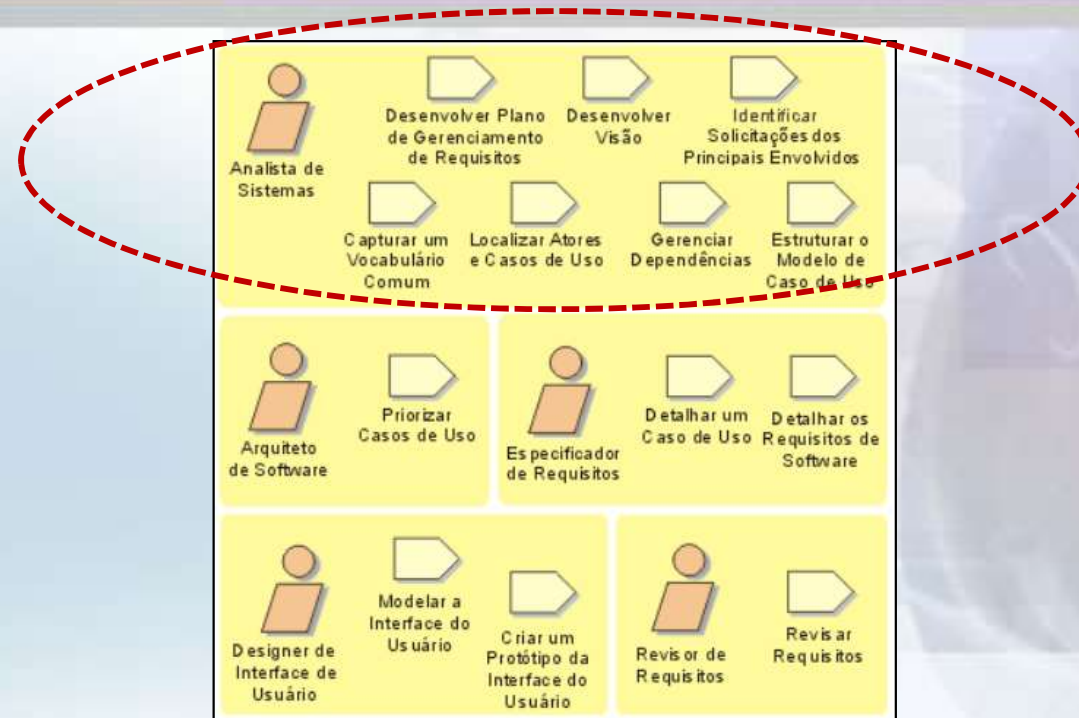 Desenvolver Plano
de Gerenciamento
de Requisitos
Desenvolver
Visão
Identificar
Solicitações dos
Principais Envolvidos
Analista de
Sistemas
Capturar um
Vocabulário
Comum
Localizar Atores
e Casos de Uso
Gerenciar
Dependências
Estruturar o
Modelo de
Caso de Uso
Arquiteto
de Software
Priorizar
Casos de Uso
Especificador
de Requisitos
Detalhar um
Caso de Uso
Detalhar os
Requisitos de
Software
Designer de
Interface de
Usuário
Modelar a
Interface do
Usuário
Criar um
Protótipo da
Interface do
Usuário
Revisor de
Requisitos
Revisar
Requisitos